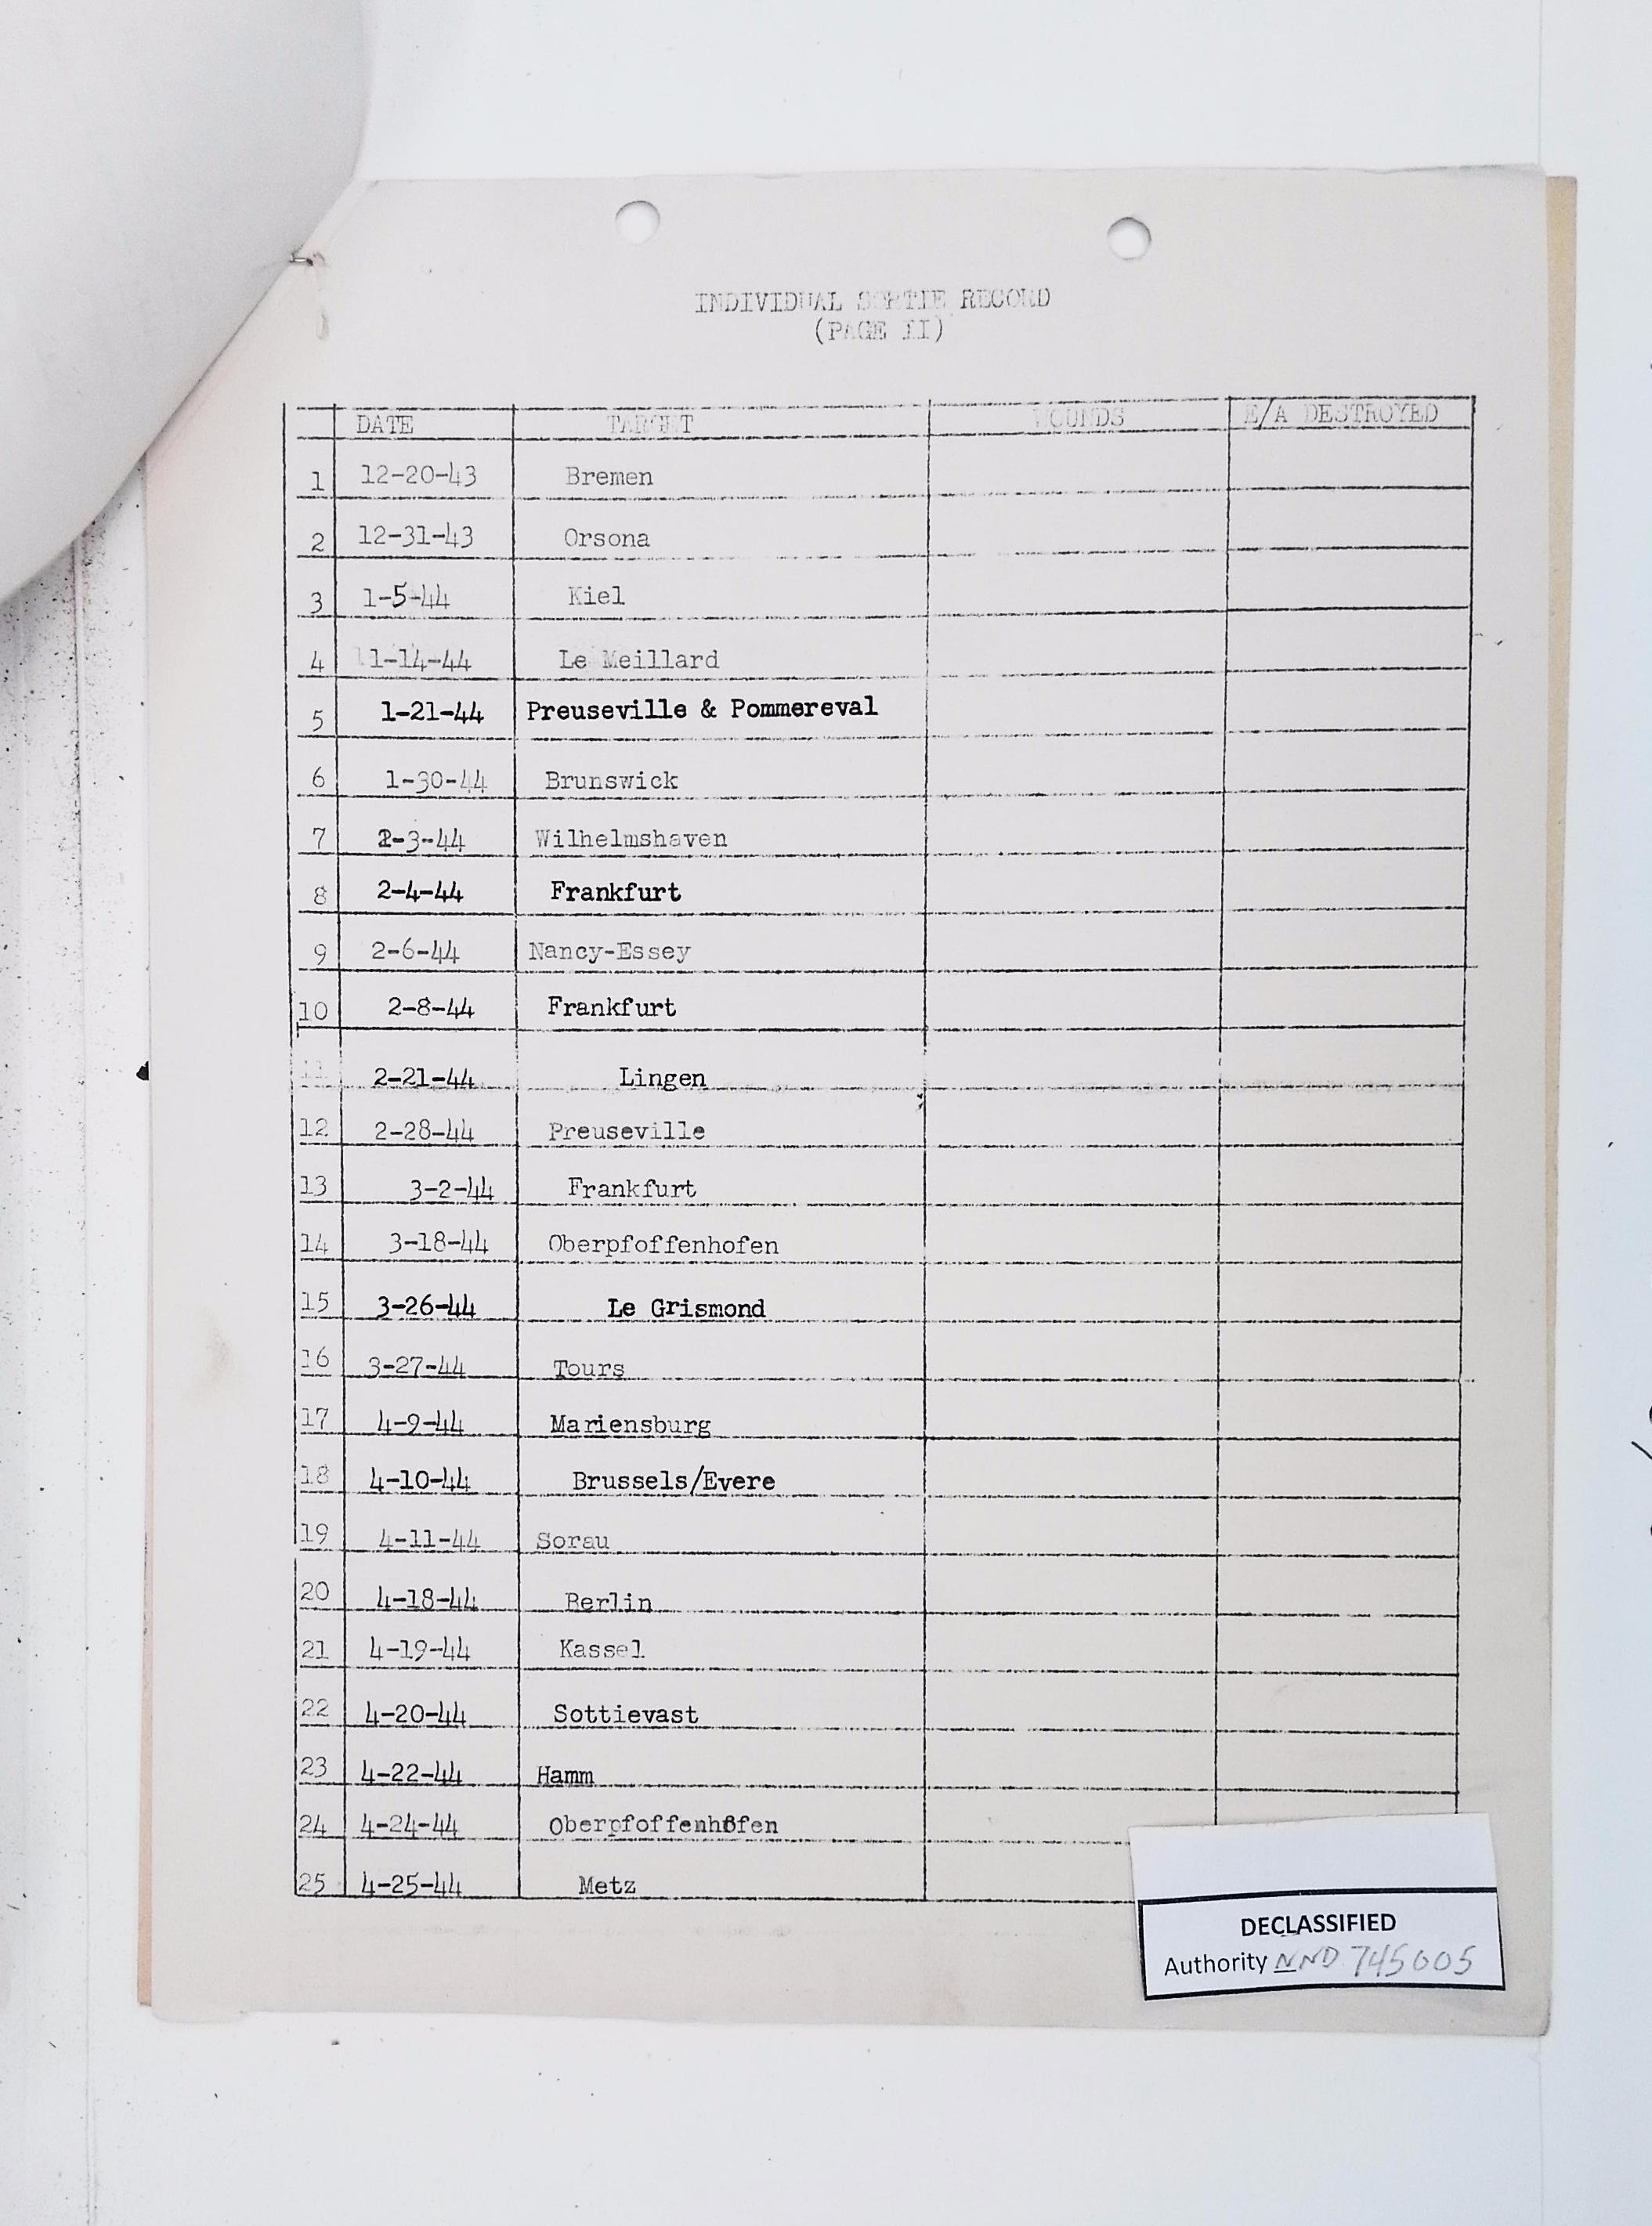 INDIVIDUAL SORTIE RECORD
(PAGE II)
DATE TARGET WOUNDS E/A DESTROYED
1 12-20-43 Bremen
2 12-31-43 Orsona
3 1-5-44 Kiel
4 1-14-44 Le Meillard
5 1-21-44 Preuseville & Pommereval
6 1-30-44 Brunswick
7 2-3-44 Wilhelmshaven
8 2-4-44 Frankfurt
9 2-6-44 Nancy-Essey
10 2-8-44 Frankfurt
11 2-21-44 Lingen
12 2-28-44 Preuseville
13 3-2-44 Frankfurt
14 3-18-44 Oberpfoffenhofen
15 3-26-44 Le Grismond
16 3-27-44 Tours
17 4-9-44 Mariensburg
18 4-10-44 Brussels/Evere
19 4-11-44 Sorau
20 4-18-44 Berlin
21 4-19-44 Kassel
22 4-20-44 Sottievast
23 4-22-44 Hamm
24 4-24-44 Oberpfoffenhofen
25 4-25-44 Metz
DECLASSIFIED
Authority NND 745005